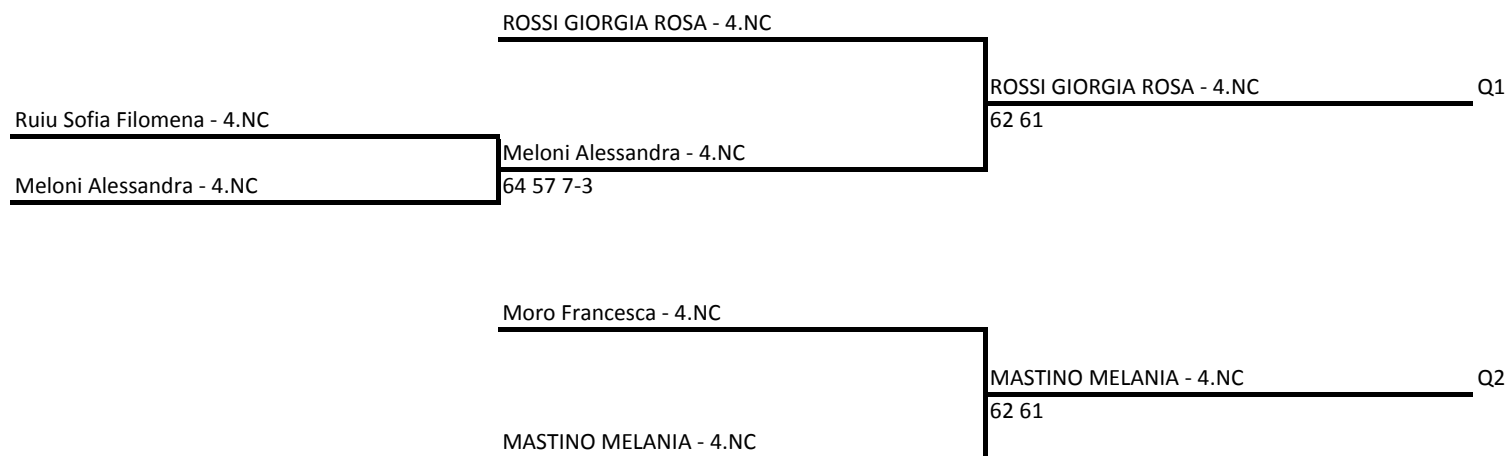 ROSSI GIORGIA ROSA - 4.NC
ROSSI GIORGIA ROSA - 4.NC Q1
Ruiu Sofia Filomena - 4.NC 62 61
Meloni Alessandra - 4.NC
Meloni Alessandra - 4.NC 64 57 7-3
Moro Francesca - 4.NC
MASTINO MELANIA - 4.NC Q2
62 61
MASTINO MELANIA - 4.NC